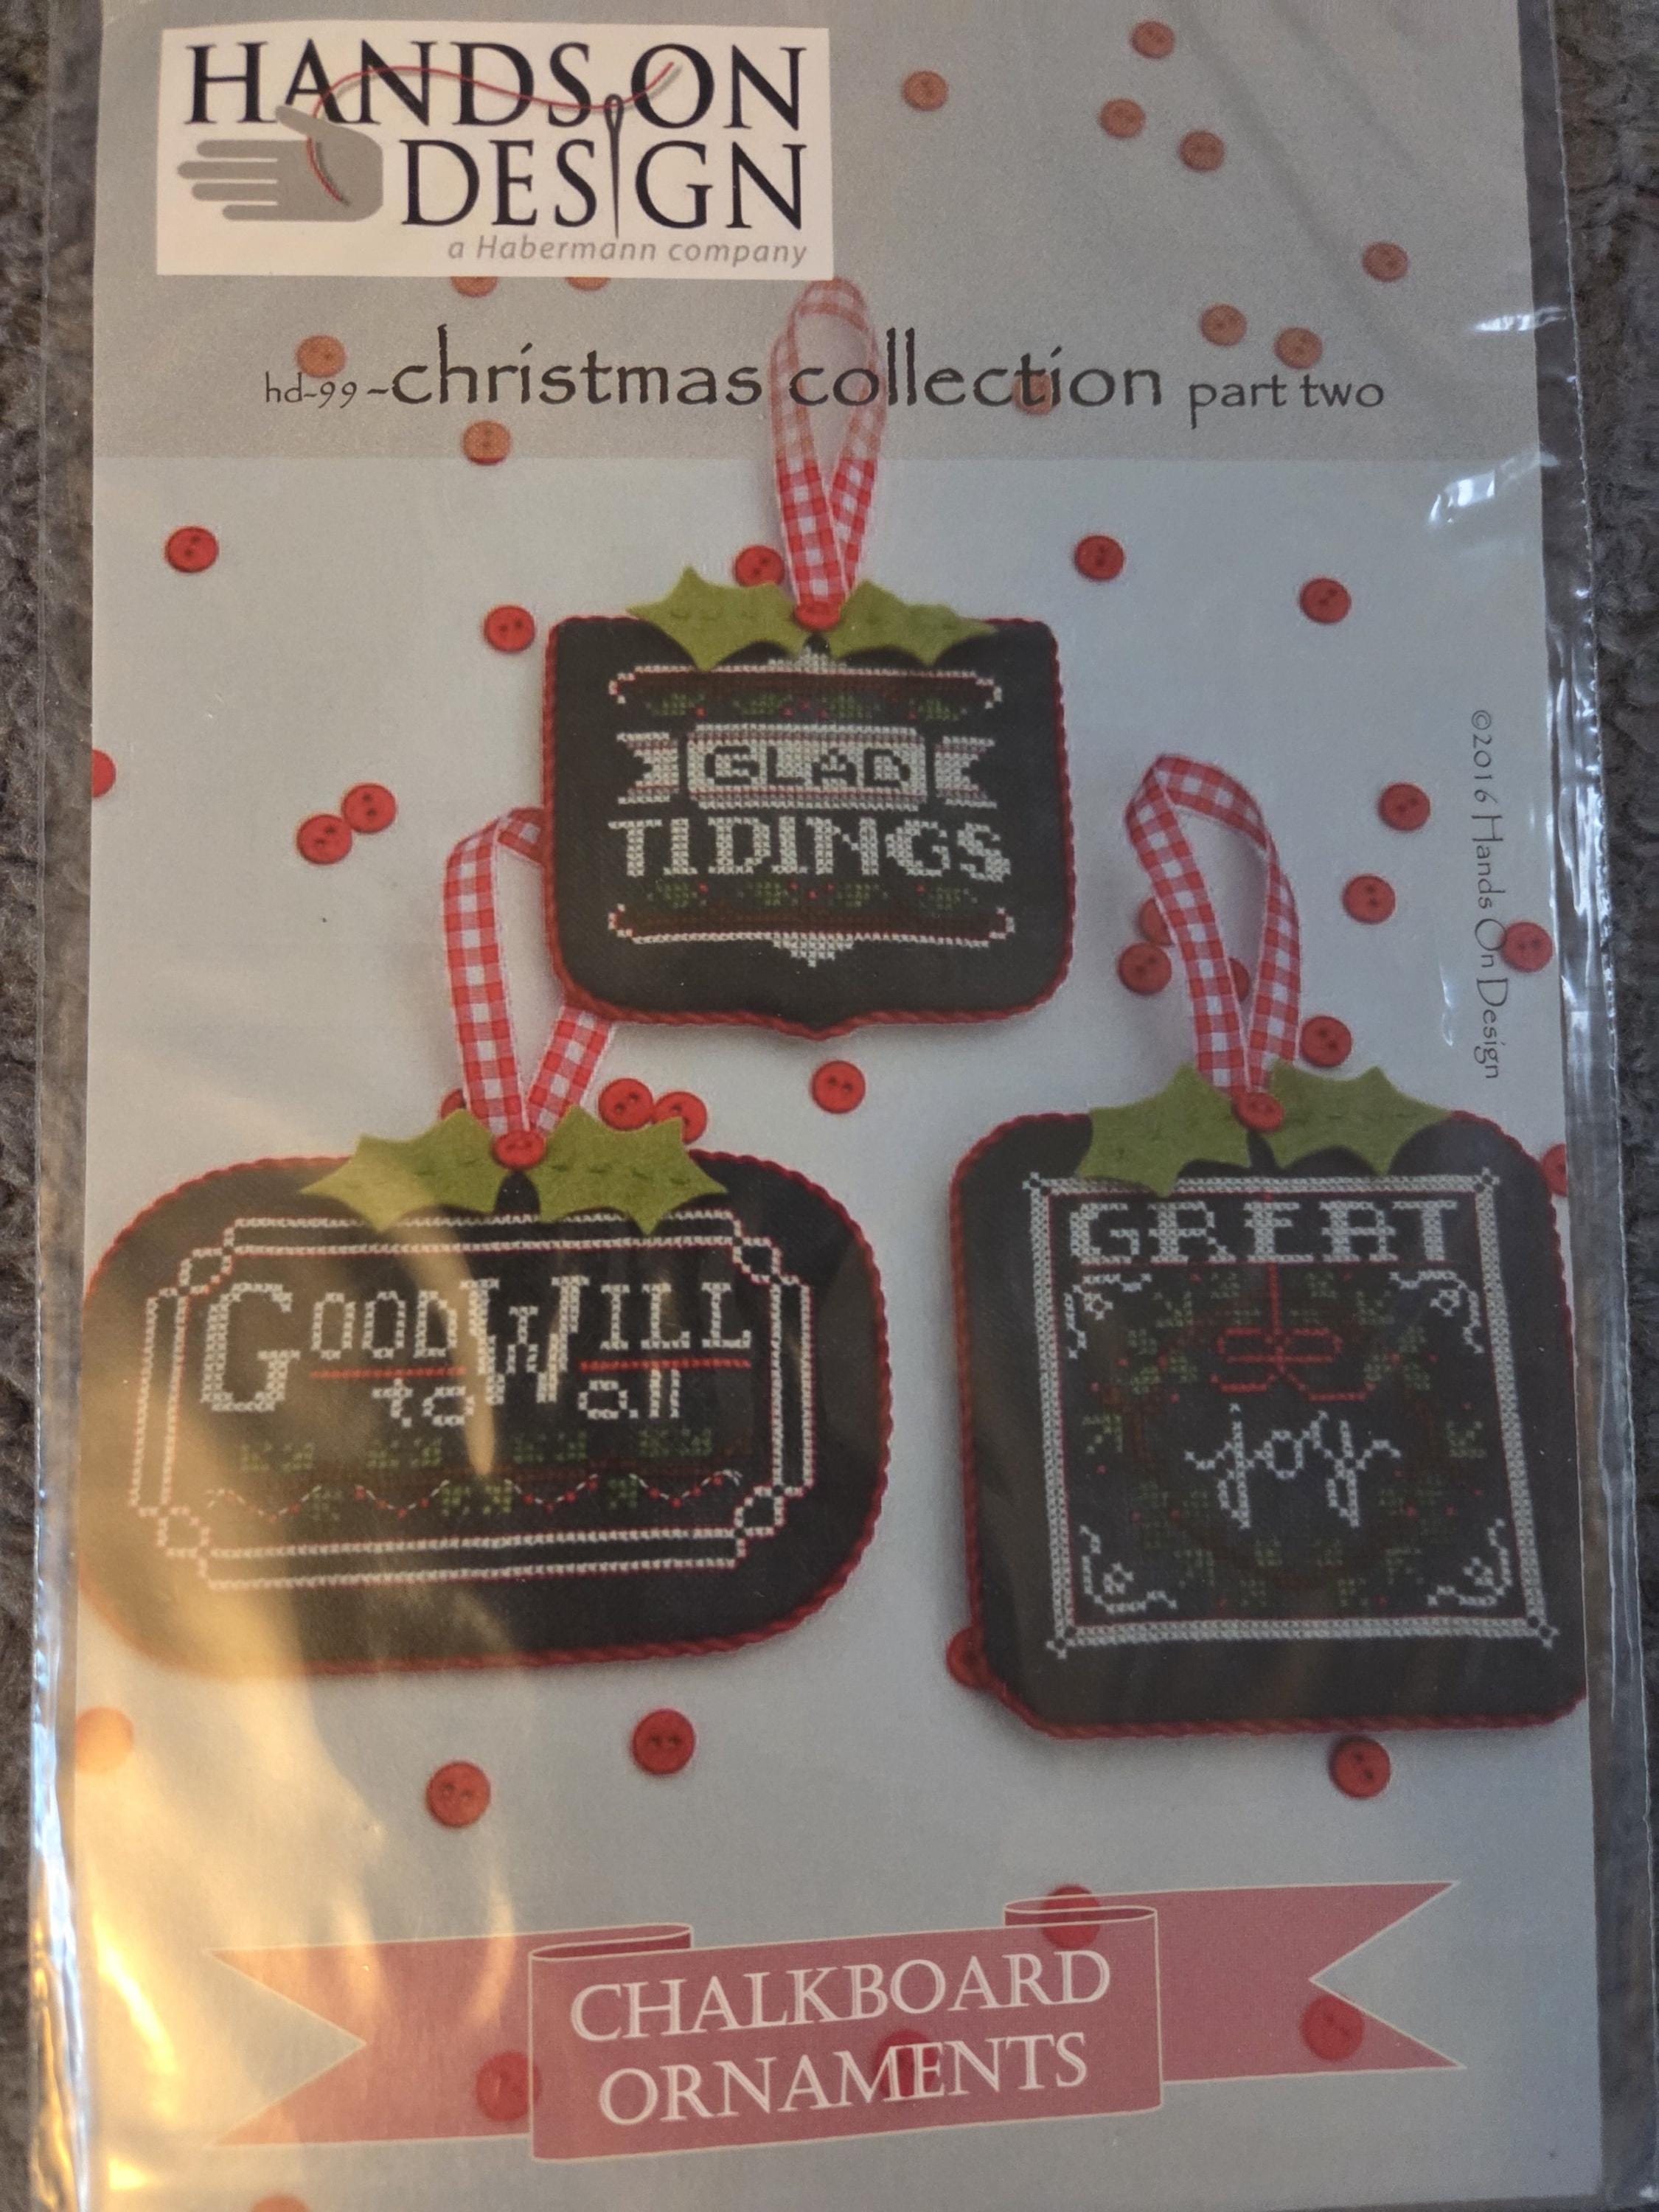 HANDS ON
DESIGN
a Habermann company
hd-99~christmas collection part two
©2016 Hands On Design
GLAD
TIDINGS
GOODWILL
to all
GREAT
Joy
CHALKBOARD
ORNAMENTS